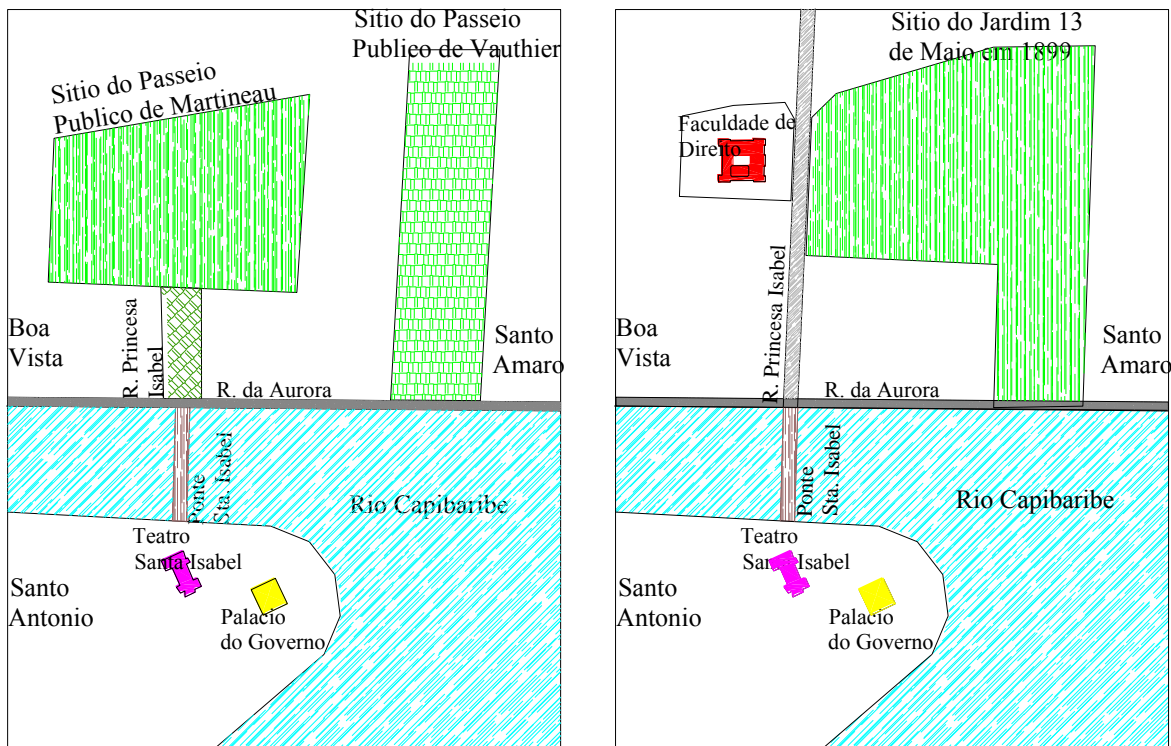 Sitio do Passeio
Publico de Vauthier
Sitio do Passeio
Publico de Martineau
Boa
Vista
R. Princesa
Isabel
R. da Aurora
Santo
Amaro
Ponte
Sta. Isabel
Rio Capibaribe
Teatro
Santa Isabel
Santo
Antonio
Palacio
do Governo
Sitio do Jardim 13
de Maio em 1899
Faculdade de
Direito
Boa
Vista
R. Princesa Isabel
R. da Aurora
Santo
Amaro
Ponte
Sta. Isabel
Rio Capibaribe
Teatro
Santa Isabel
Santo
Antonio
Palacio
do Governo